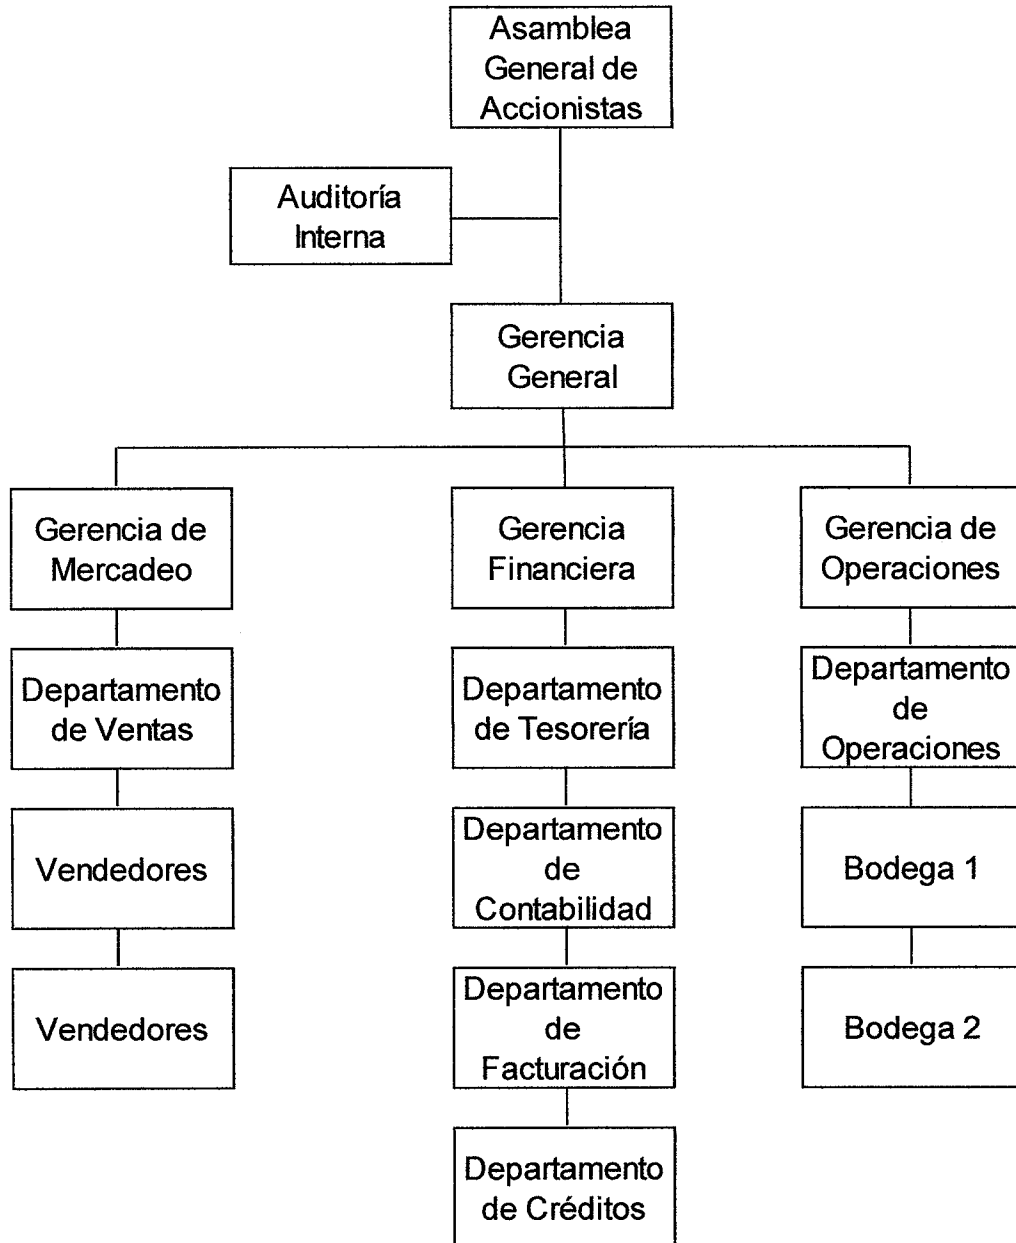 Asamblea
General de
Accionistas
Auditoría
Interna
Gerencia
General
Gerencia de
Mercadeo
Gerencia
Financiera
Gerencia de
Operaciones
Departamento
de Ventas
Departamento
de Tesorería
Departamento
de
Operaciones
Vendedores
Departamento
de
Contabilidad
Bodega 1
Vendedores
Departamento
de
Facturación
Bodega 2
Departamento
de Créditos